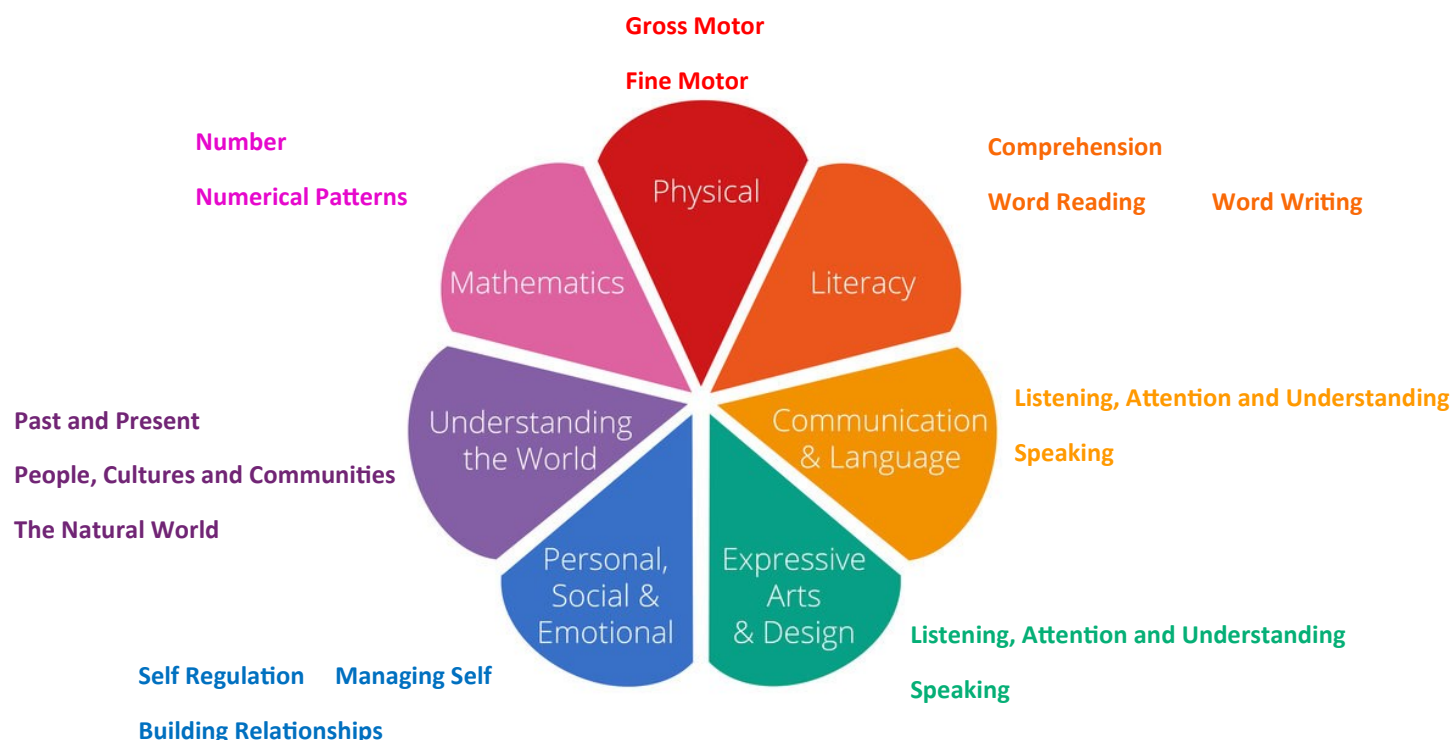 Gross Motor
Fine Motor
Physical
Number
Numerical Patterns
Mathematics
Comprehension
Word Reading Word Writing
Literacy
Past and Present
People, Cultures and Communities
The Natural World
Understanding
the World
Communication
& Language
Listening, Attention and Understanding
Speaking
Personal,
Social &
Emotional
Self Regulation Managing Self
Building Relationships
Expressive
Arts
& Design
Listening, Attention and Understanding
Speaking